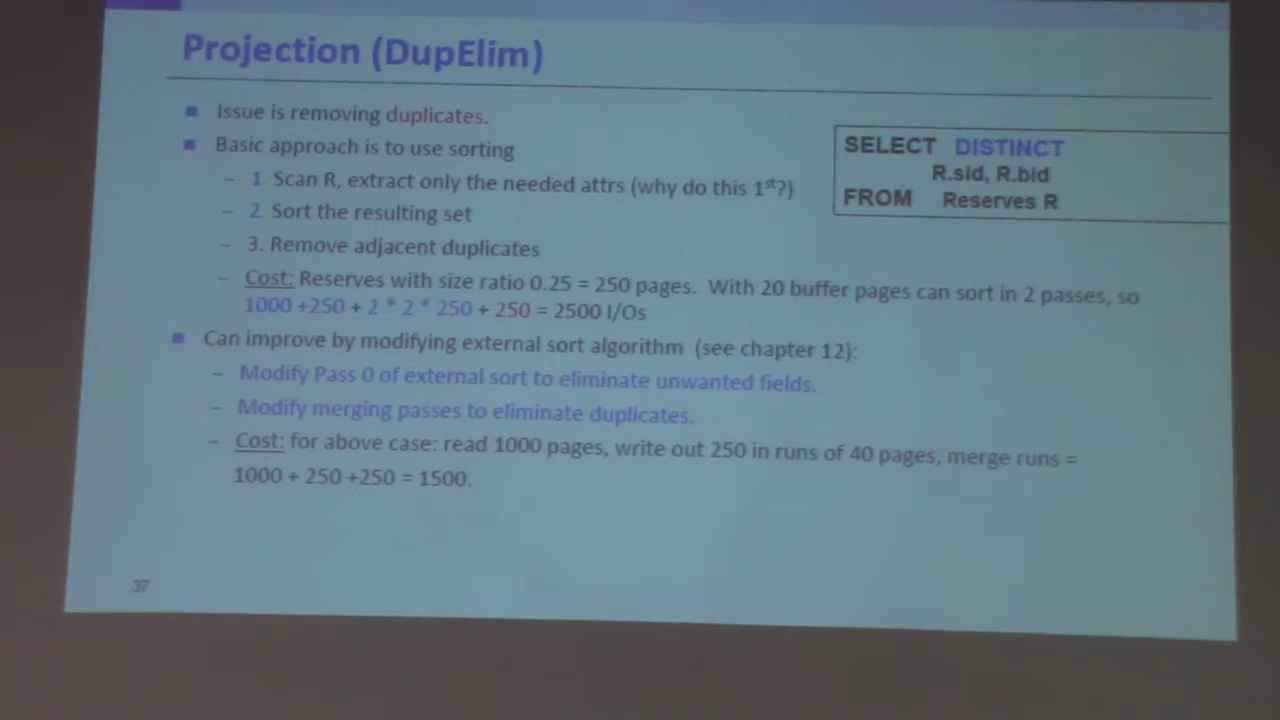 Projection (DupElim)
Issue is removing duplicates.
Basic approach is to use sorting
– 1 Scan R, extract only the needed attrs (why do this 1st?)
– 2 Sort the resulting set
– 3. Remove adjacent duplicates
– Cost: Reserves with size ratio 0.25 = 250 pages. With 20 buffer pages can sort in 2 passes, so
1000 +250 + 2 * 2 * 250 + 250 = 2500 I/Os
Can improve by modifying external sort algorithm (see chapter 12):
– Modify Pass 0 of external sort to eliminate unwanted fields.
– Modify merging passes to eliminate duplicates.
– Cost: for above case: read 1000 pages, write out 250 in runs of 40 pages, merge runs =
1000 + 250 +250 = 1500.
SELECT DISTINCT
R.sid, R.bid
FROM Reserves R
37